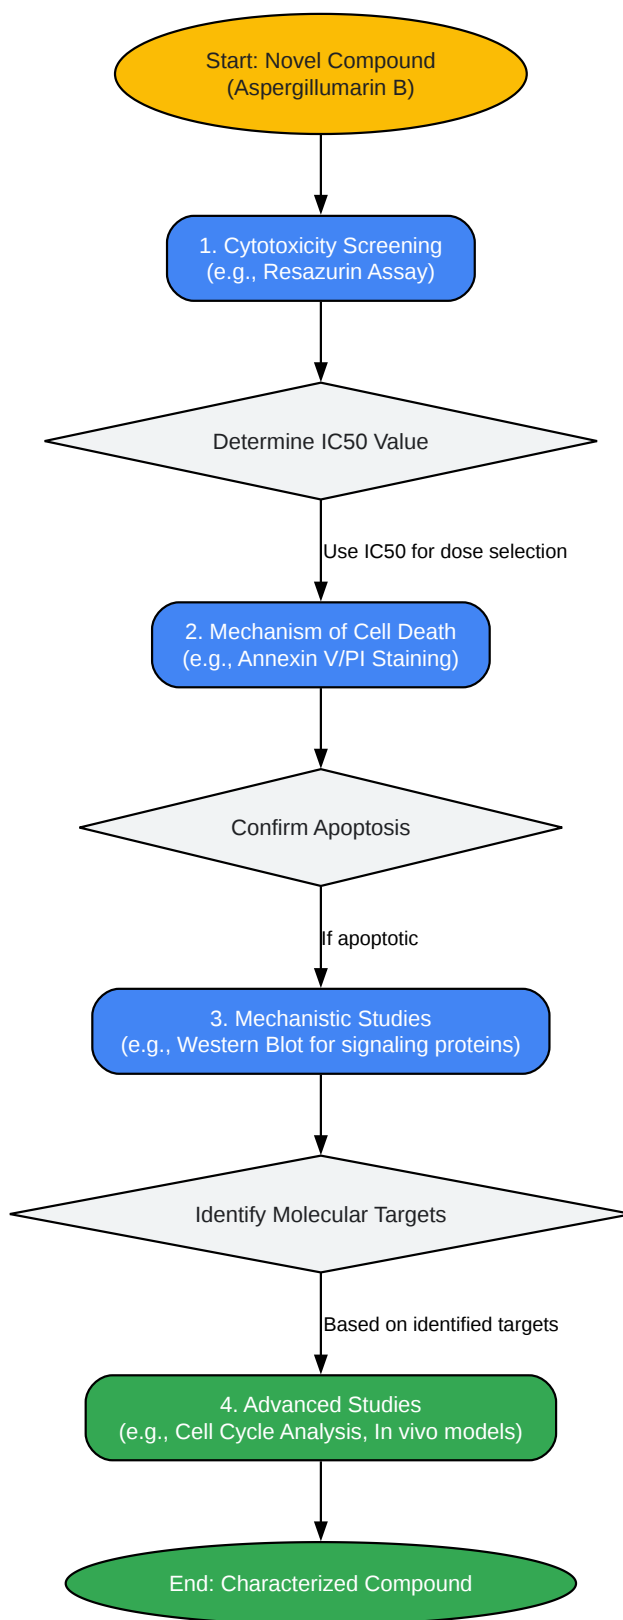 Start: Novel Compound
(Aspergillumarin B)
1. Cytotoxicity Screening
(e.g., Resazurin Assay)
Determine IC50 Value
Use IC50 for dose selection
2. Mechanism of Cell Death
(e.g., Annexin V/PI Staining)
Confirm Apoptosis
If apoptotic
3. Mechanistic Studies
(e.g., Western Blot for signaling proteins)
Identify Molecular Targets
Based on identified targets
4. Advanced Studies
(e.g., Cell Cycle Analysis, In vivo models)
End: Characterized Compound